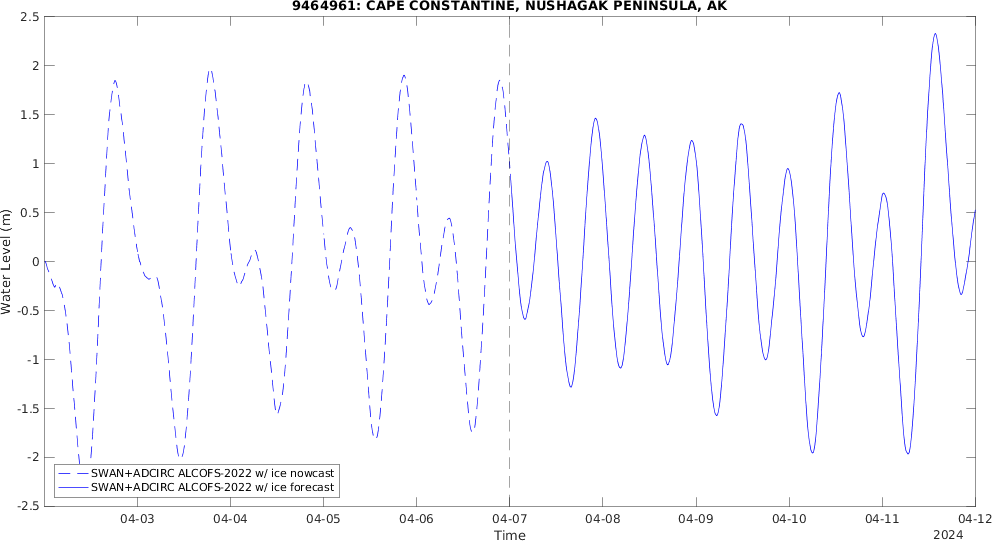 9464961: CAPE CONSTANTINE, NUSHAGAK PENINSULA, AK
2.5
2
1.5
1
0.5
0
-0.5
-1
-1.5
-2
-2.5
Water Level (m)
SWAN+ADCIRC ALCOFS-2022 w/ ice nowcast
SWAN+ADCIRC ALCOFS-2022 w/ ice forecast
04-03 04-04 04-05 04-06 04-07 04-08 04-09 04-10 04-11 04-12
Time
2024